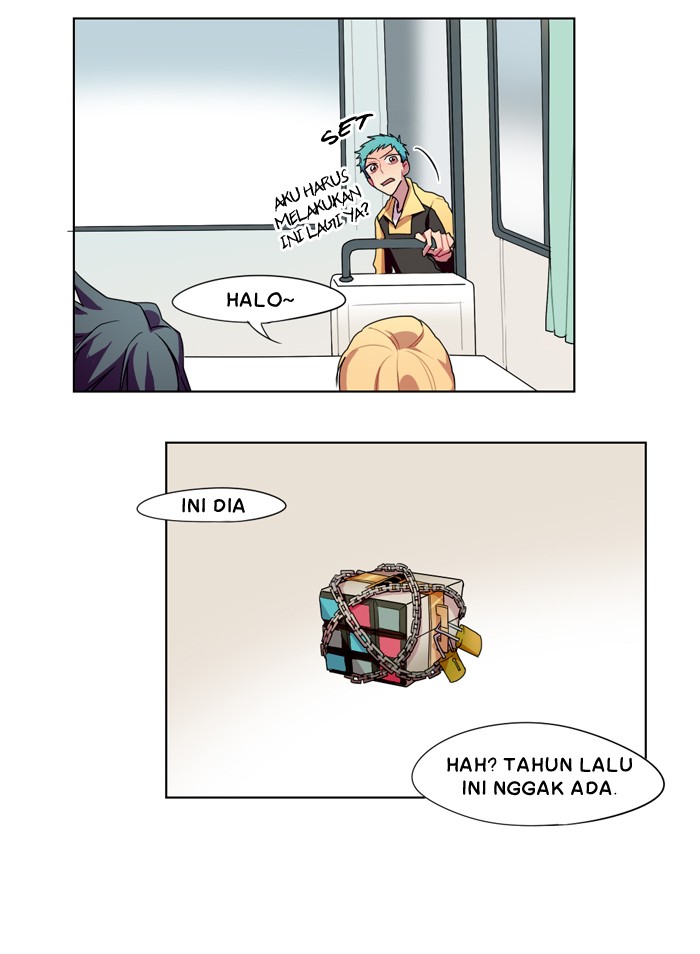 SET
AKU HARUS
MELAKUKAN
INI LAGI YA?
HALO~
INI DIA
HAH? TAHUN LALU
INI NGGAK ADA.